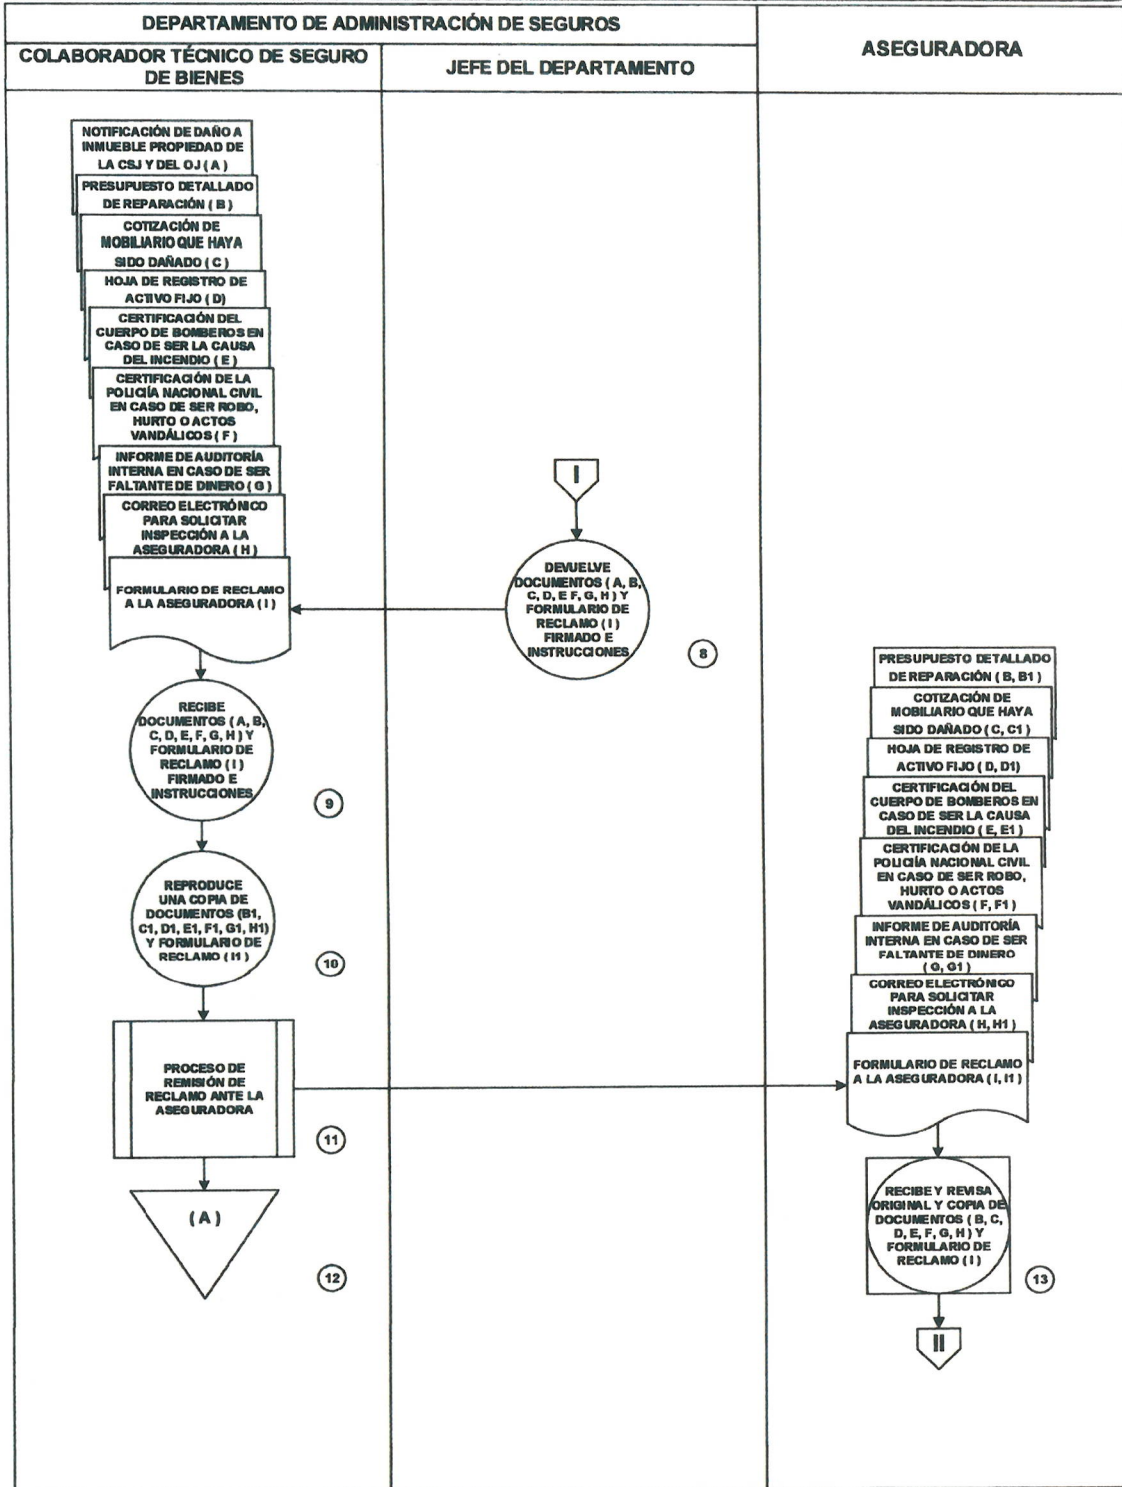 DEPARTAMENTO DE ADMINISTRACIÓN DE SEGUROS
ASEGURADORA
COLABORADOR TÉCNICO DE SEGURO
DE BIENES
JEFE DEL DEPARTAMENTO
NOTIFICACIÓN DE DAÑO A
INMUEBLE PROPIEDAD DE
LA CSJ Y DEL OJ ( A )
PRESUPUESTO DETALLADO
DE REPARACIÓN ( B )
COTIZACIÓN DE
MOBILIARIO QUE HAYA
SIDO DAÑADO ( C )
HOJA DE REGISTRO DE
ACTIVO FIJO ( D)
CERTIFICACIÓN DEL
CUERPO DE BOMBEROS EN
CASO DE SER LA CAUSA
DEL INCENDIO ( E )
CERTIFICACIÓN DE LA
POLICÍA NACIONAL CIVIL
EN CASO DE SER ROBO,
HURTO O ACTOS
VANDÁLICOS ( F )
INFORME DE AUDITORÍA
INTERNA EN CASO DE SER
FALTANTE DE DINERO ( G )
CORREO ELECTRÓNICO
PARA SOLICITAR
INSPECCIÓN A LA
ASEGURADORA ( H )
FORMULARIO DE RECLAMO
A LA ASEGURADORA ( I )
I
DEVUELVE
DOCUMENTOS ( A, B,
C, D, E F, G, H ) Y
FORMULARIO DE
RECLAMO ( I )
FIRMADO E
INSTRUCCIONES
8
RECIBE
DOCUMENTOS ( A, B,
C, D, E, F, G, H ) Y
FORMULARIO DE
RECLAMO ( I )
FIRMADO E
INSTRUCCIONES
9
REPRODUCE
UNA COPIA DE
DOCUMENTOS (B1,
C1, D1, E1, F1, G1, H1)
Y FORMULARIO DE
RECLAMO ( I1 )
10
PROCESO DE
REMISIÓN DE
RECLAMO ANTE LA
ASEGURADORA
11
( A )
12
PRESUPUESTO DETALLADO
DE REPARACIÓN ( B, B1 )
COTIZACIÓN DE
MOBILIARIO QUE HAYA
SIDO DAÑADO ( C, C1 )
HOJA DE REGISTRO DE
ACTIVO FIJO ( D, D1)
CERTIFICACIÓN DEL
CUERPO DE BOMBEROS EN
CASO DE SER LA CAUSA
DEL INCENDIO ( E, E1 )
CERTIFICACIÓN DE LA
POLICÍA NACIONAL CIVIL
EN CASO DE SER ROBO,
HURTO O ACTOS
VANDÁLICOS ( F, F1 )
INFORME DE AUDITORÍA
INTERNA EN CASO DE SER
FALTANTE DE DINERO
( G, G1 )
CORREO ELECTRÓNICO
PARA SOLICITAR
INSPECCIÓN A LA
ASEGURADORA ( H, H1 )
FORMULARIO DE RECLAMO
A LA ASEGURADORA ( I, I1 )
RECIBE Y REVISA
ORIGINAL Y COPIA DE
DOCUMENTOS ( B, C,
D, E, F, G, H ) Y
FORMULARIO DE
RECLAMO ( I )
13
II